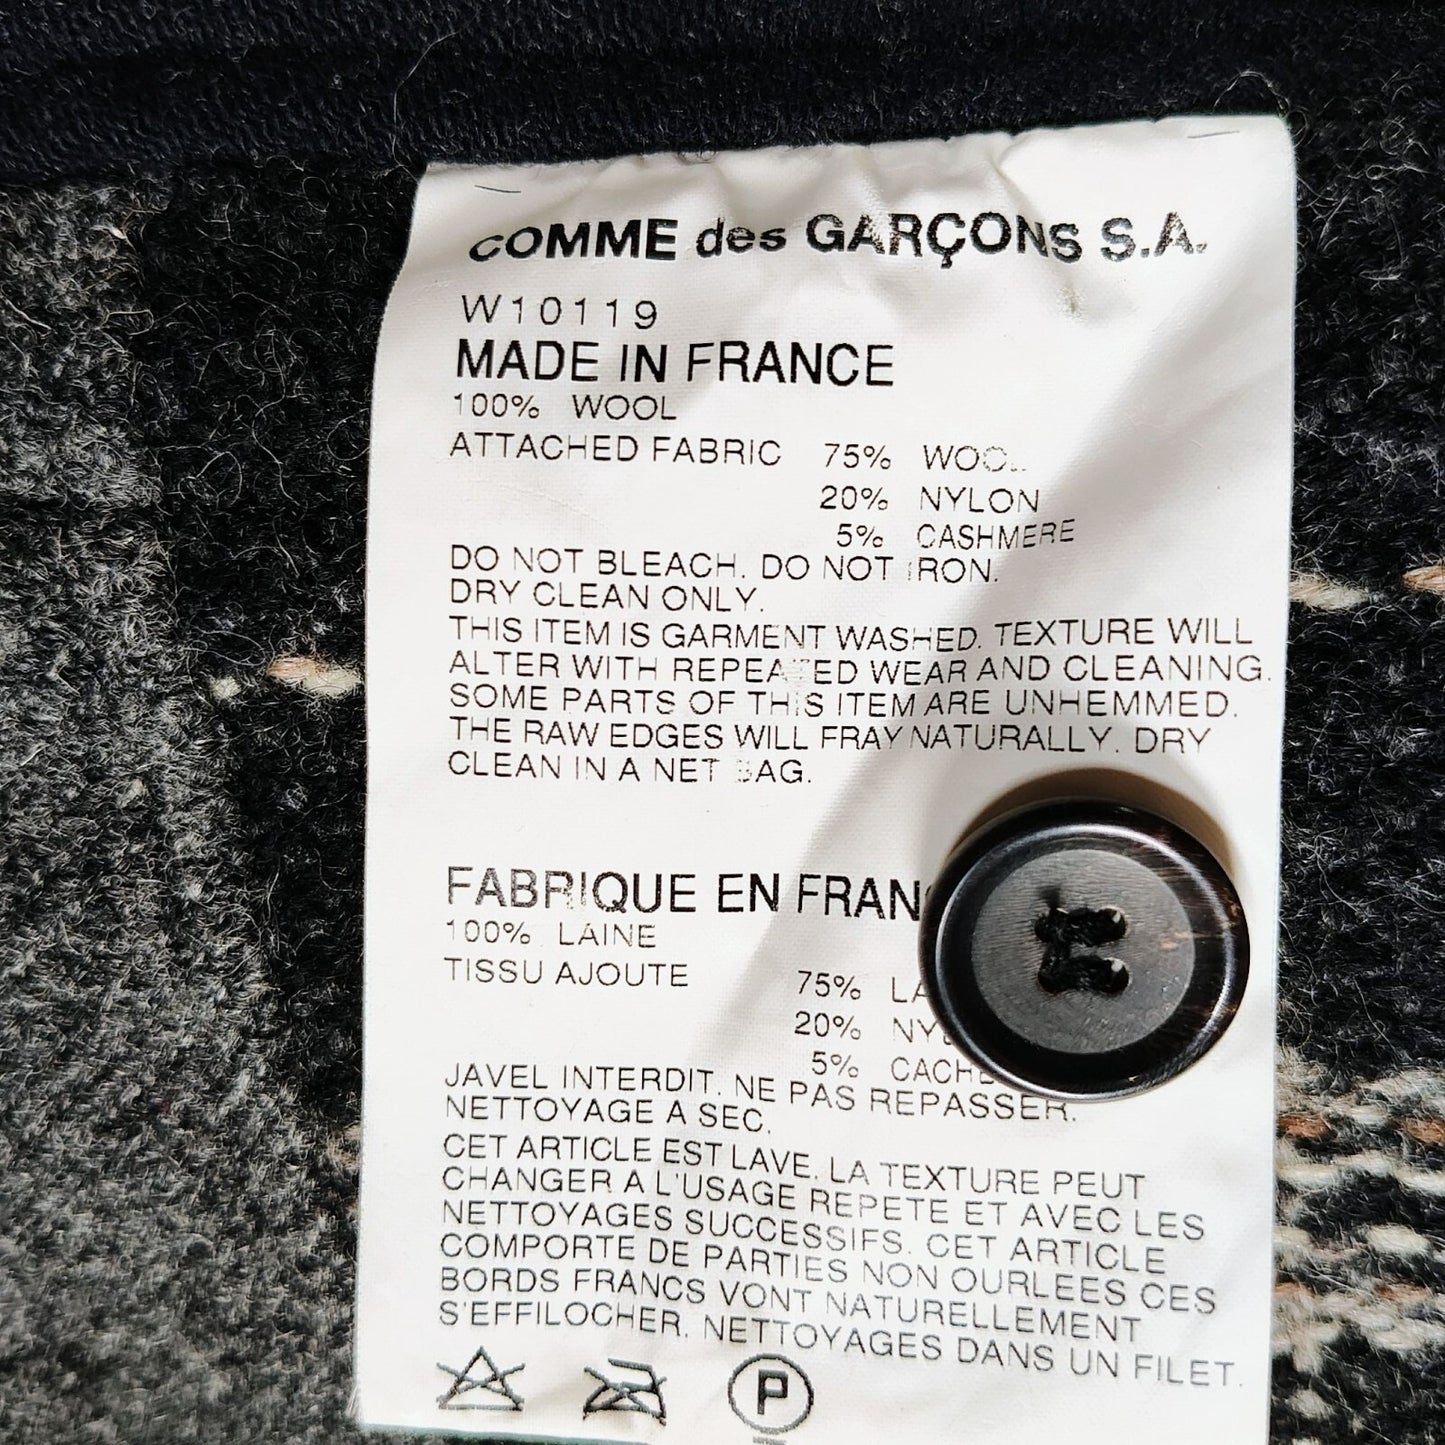 COMME des GARÇONS S.A.
W10119
MADE IN FRANCE
100% WOOL
ATTACHED FABRIC 75% WOOL
20% NYLON
5% CASHMERE
DO NOT BLEACH. DO NOT IRON.
DRY CLEAN ONLY.
THIS ITEM IS GARMENT WASHED. TEXTURE WILL
ALTER WITH REPEATED WEAR AND CLEANING.
SOME PARTS OF THIS ITEM ARE UNHEMMED.
THE RAW EDGES WILL FRAY NATURALLY. DRY
CLEAN IN A NET BAG.
FABRIQUE EN FRAN
100% LAINE
TISSU AJOUTE 75% LA
20% NY
5% CACHE
JAVEL INTERDIT. NE PAS REPASSER.
NETTOYAGE A SEC.
CET ARTICLE EST LAVE. LA TEXTURE PEUT
CHANGER A L'USAGE REPETE ET AVEC LES
NETTOYAGES SUCCESSIFS. CET ARTICLE
COMPORTE DE PARTIES NON OURLEES CES
BORDS FRANCS VONT NATURELLEMENT
S'EFFILOCHER. NETTOYAGES DANS UN FILET.
P